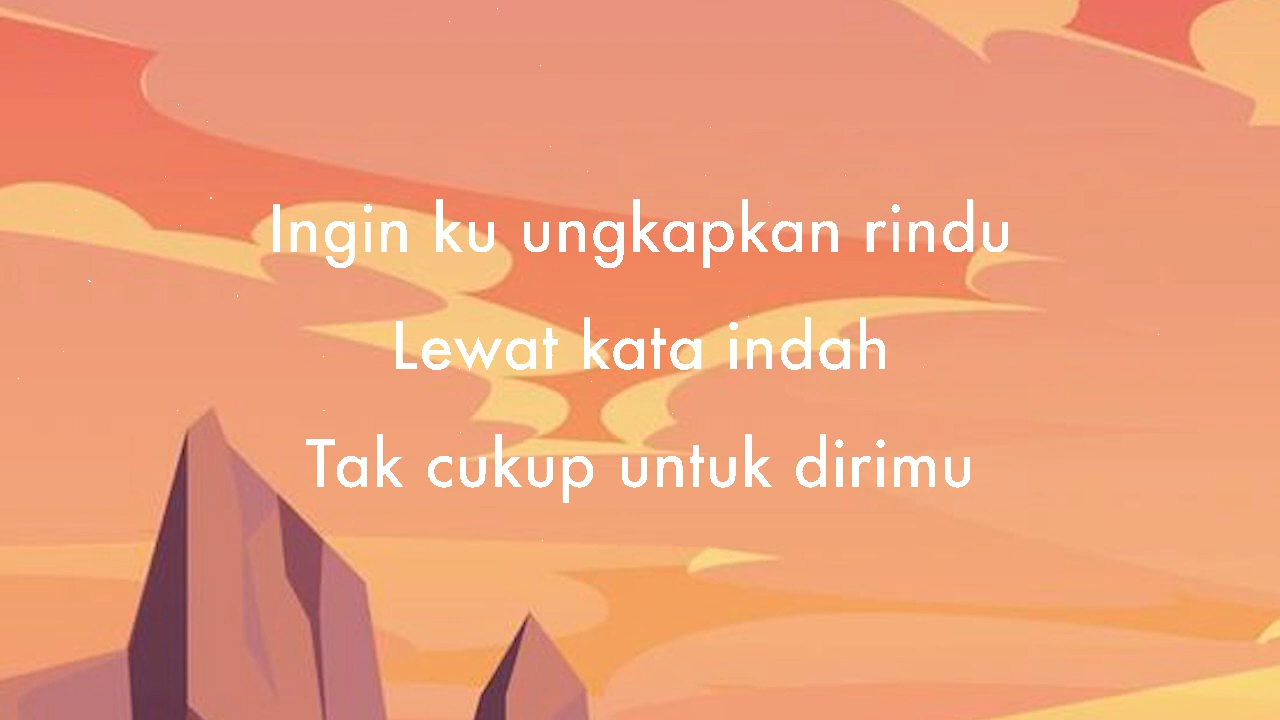 Ingin ku ungkapkan rindu
Lewat kata indah
Tak cukup untuk dirimu